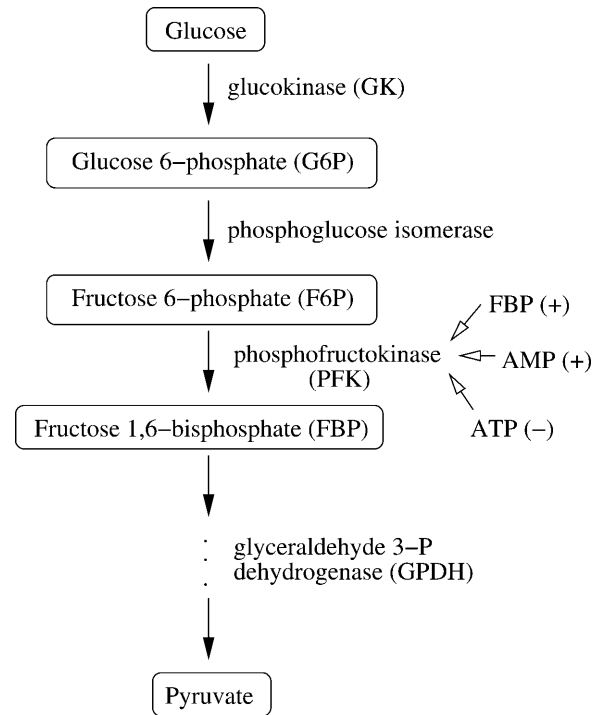 Glucose
glucokinase (GK)
Glucose 6−phosphate (G6P)
phosphoglucose isomerase
Fructose 6−phosphate (F6P)
FBP (+)
phosphofructokinase
(PFK)
AMP (+)
ATP (−)
Fructose 1,6−bisphosphate (FBP)
glyceraldehyde 3−P
dehydrogenase (GPDH)
Pyruvate